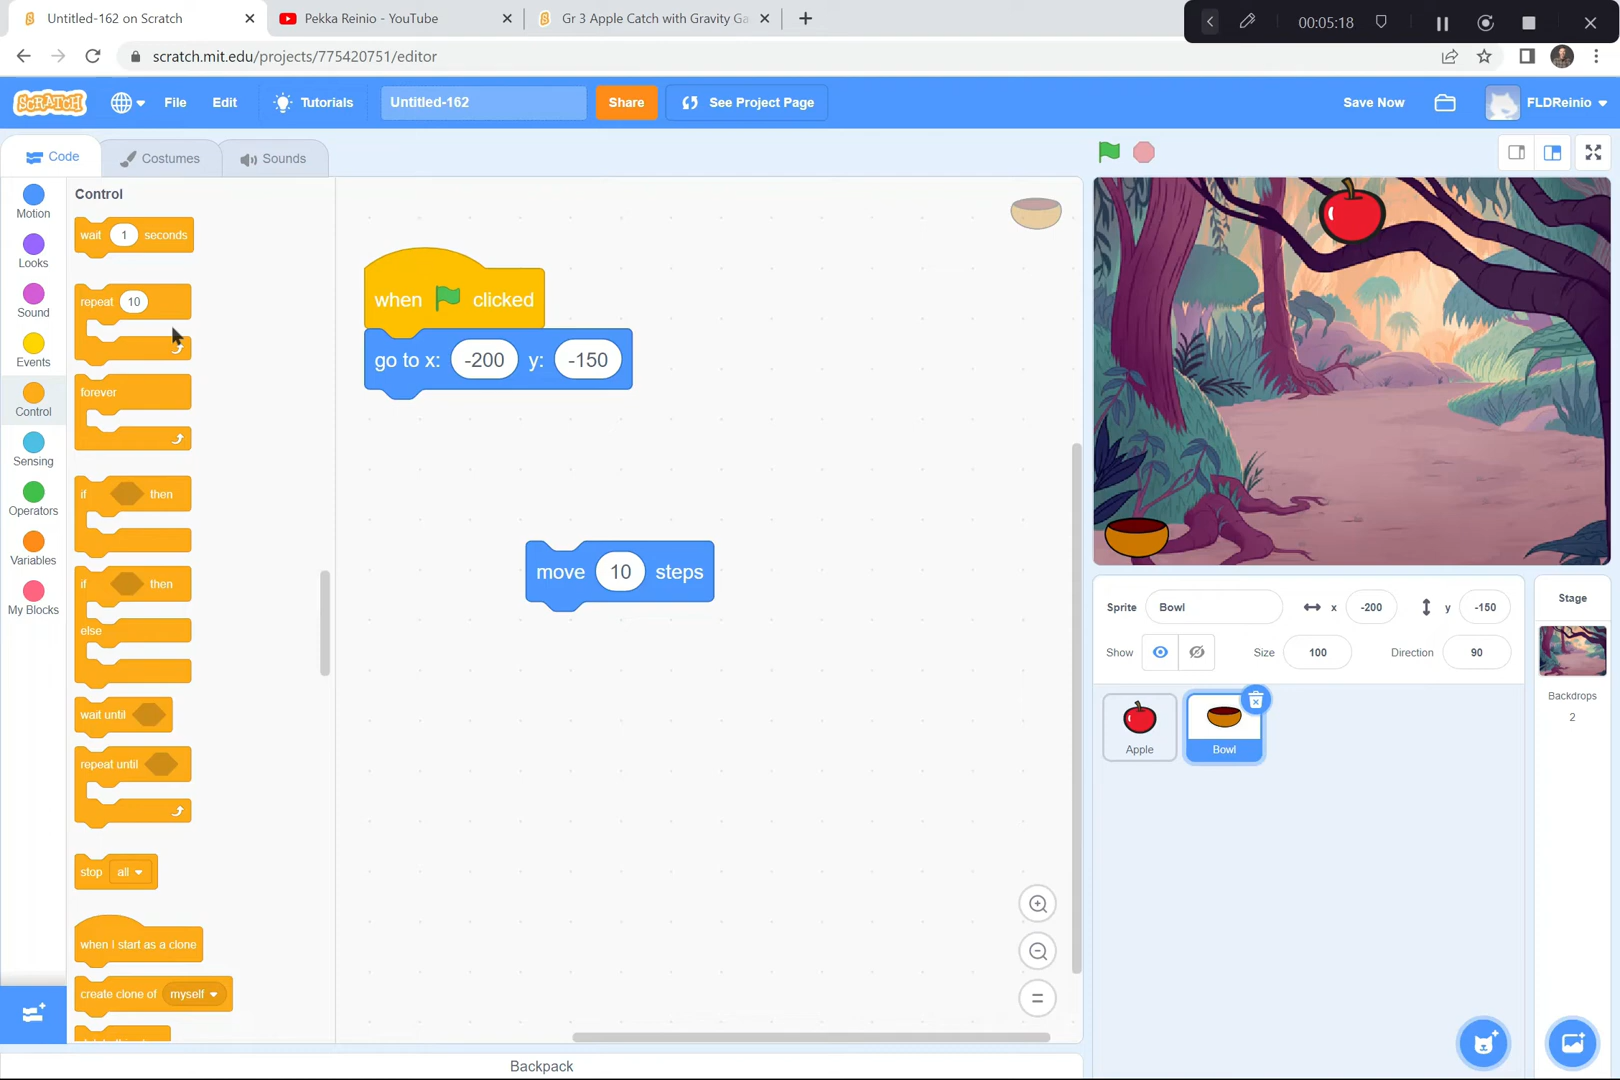 Untitled-162 on Scratch
Pekka Reinio - YouTube
Gr 3 Apple Catch with Gravity Ga
00:05:18
scratch.mit.edu/projects/775420751/editor
SCRATCH
File
Edit
Tutorials
Untitled-162
Share
See Project Page
Save Now
FLDReinio
Code
Costumes
Sounds
Motion
Looks
Sound
Events
Control
Sensing
Operators
Variables
My Blocks
Control
wait 1 seconds
repeat 10
forever
if then
if then
else
wait until
repeat until
stop all
when I start as a clone
create clone of myself
when clicked
go to x: -200 y: -150
move 10 steps
Sprite Bowl x -200 y -150
Show Size 100 Direction 90
Apple
Bowl
Stage
Backdrops
2
Backpack